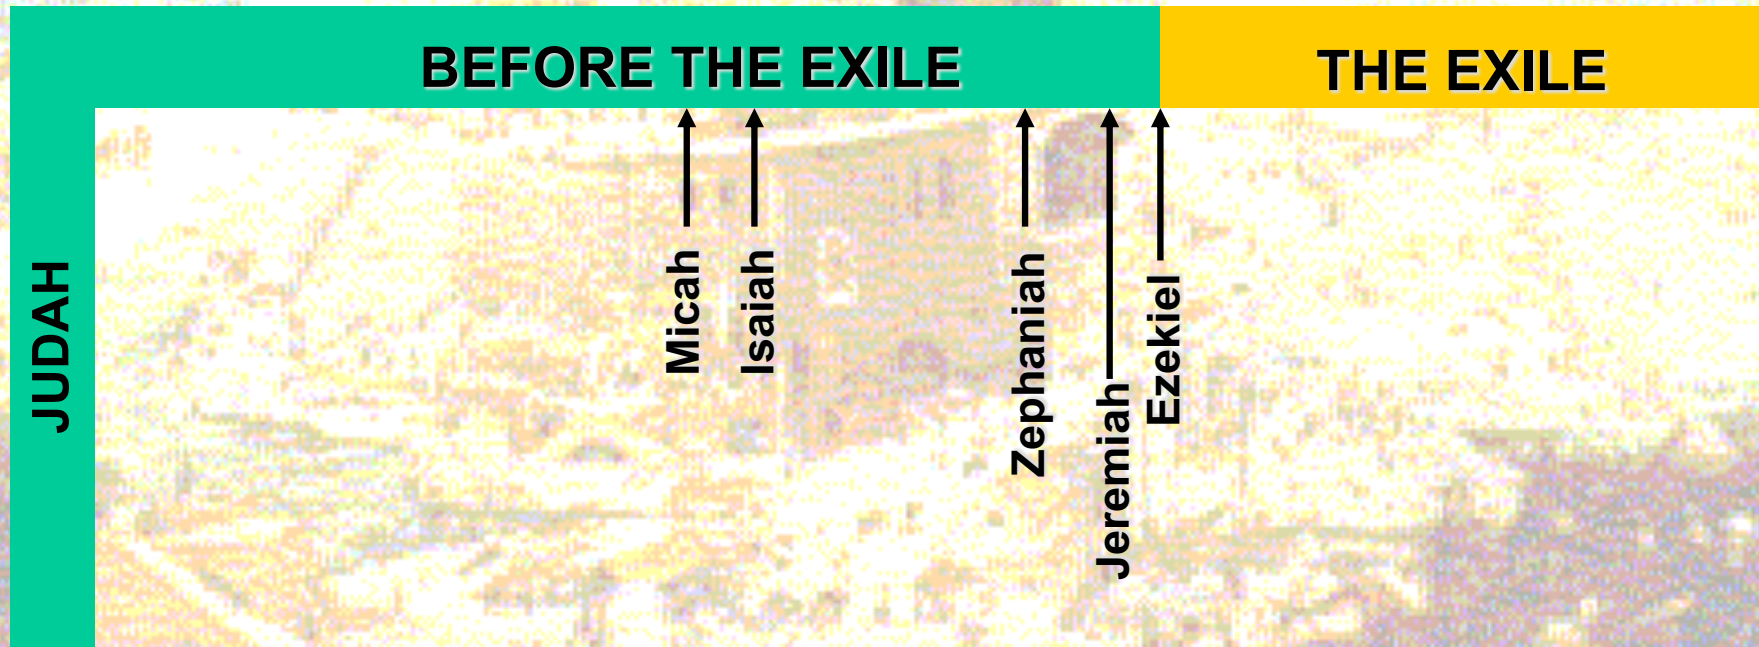 BEFORE THE EXILE
THE EXILE
JUDAH
Micah
Isaiah
Zephaniah
Jeremiah
Ezekiel